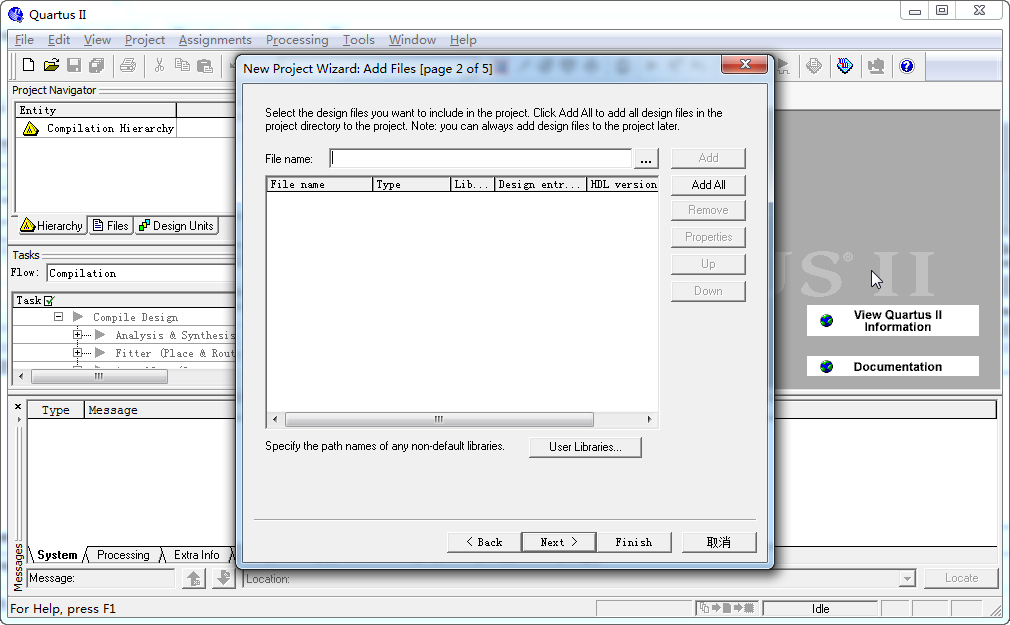 Quartus II
File Edit View Project Assignments Processing Tools Window Help
New Project Wizard: Add Files [page 2 of 5]
Project Navigator
Entity
Compilation Hierarchy
Hierarchy Files Design Units
Tasks
Flow: Compilation
Task
Compile Design
Analysis & Synthesis
Fitter (Place & Rout
Select the design files you want to include in the project. Click Add All to add all design files in the
project directory to the project. Note: you can always add design files to the project later.
File name: ... Add
File name Type Lib... Design entr... HDL version
Add All
Remove
Properties
Up
Down
Specify the path names of any non-default libraries. User Libraries...
< Back Next > Finish 取消
US® II
View Quartus II
Information
Documentation
Type Message
Messages
System Processing Extra Info
Message: Location: Locate
For Help, press F1 Idle